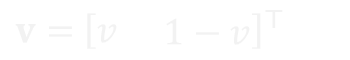 𝐯 = [𝑣  1 − 𝑣]⊤